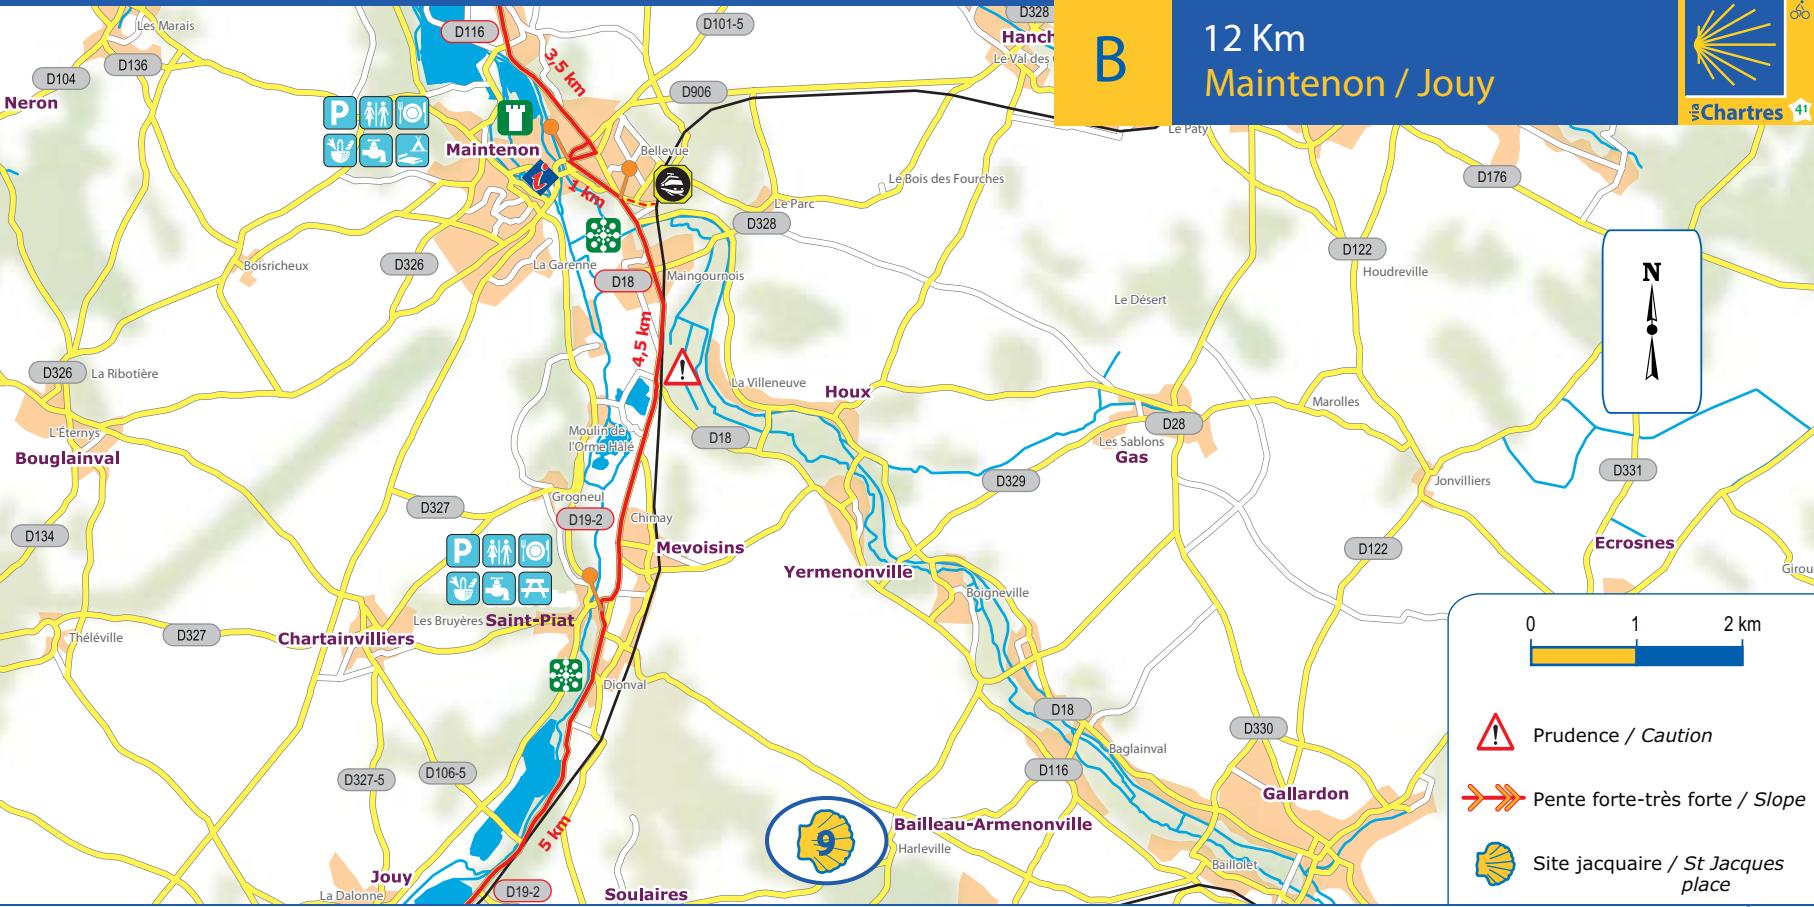 B
12 Km
Maintenon / Jouy
via Chartres
41
Les Marais
D116
D101-5
D328
Hanch
Le Val des
D104
D136
3,5 km
D906
Neron
P
Maintenon
Bellevue
Le Paty
i
1 km
Le Bois des Fourches
D176
Le Parc
D328
D122
Boisricheux
D326
La Garenne
D18
Maingournois
Houdreville
N
Le Désert
4,5 km
D326
La Ribotière
La Villeneuve
Houx
Marolles
L'Éternys
Moulin de
l'Orme Hâlé
D18
D28
Les Sablons
Gas
Bouglainval
D331
D329
Jonvilliers
Grogneul
D327
D19-2
Chimay
D134
Mevoisins
D122
Ecrosnes
P
Yermenonville
Girou
Boigneville
Les Bruyères
Saint-Piat
Théléville
D327
Chartainvilliers
0 1 2 km
Dionval
D18
D330
Baglainval
Prudence / Caution
D327-5
D106-5
D116
Gallardon
Pente forte-très forte / Slope
5 km
9
Bailleau-Armenonville
Harleville
Baillolet
Site jacquaire / St Jacques
place
Jouy
La Dalonne
D19-2
Soulaires